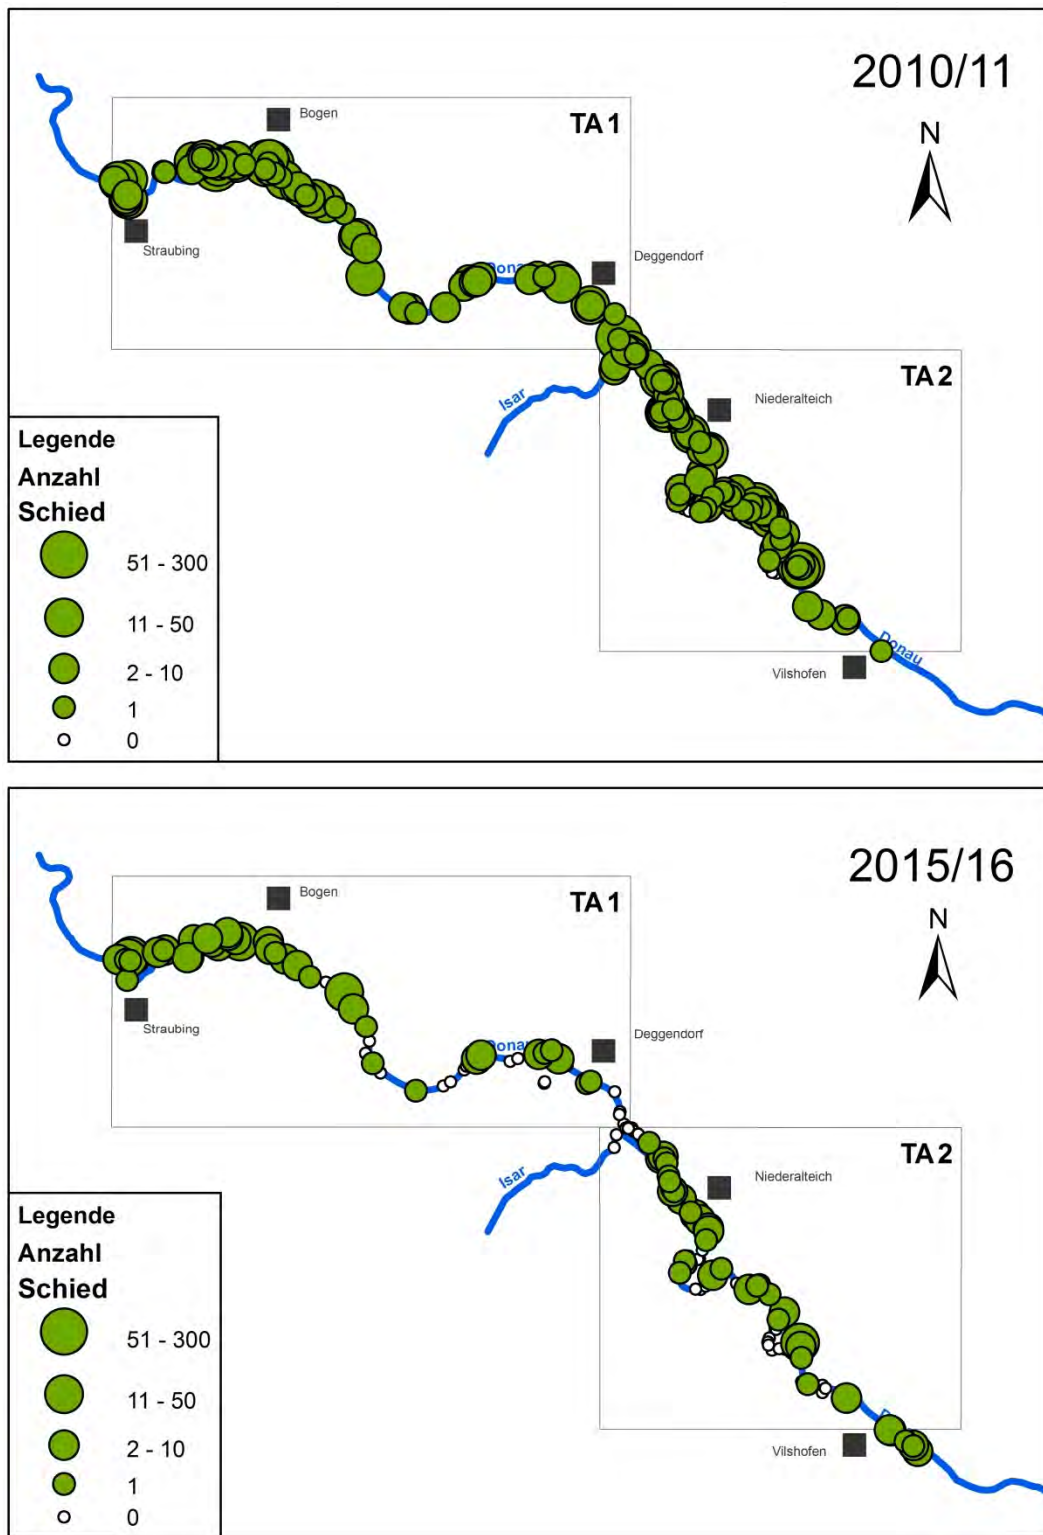 2010/11
N
TA 1
Bogen
Straubing
Donau
Deggendorf
TA 2
Isar
Niederalteich
Donau
Vilshofen
Legende
Anzahl
Schied
51 - 300
11 - 50
2 - 10
1
0
2015/16
N
TA 1
Bogen
Straubing
Donau
Deggendorf
TA 2
Isar
Niederalteich
Vilshofen
Legende
Anzahl
Schied
51 - 300
11 - 50
2 - 10
1
0